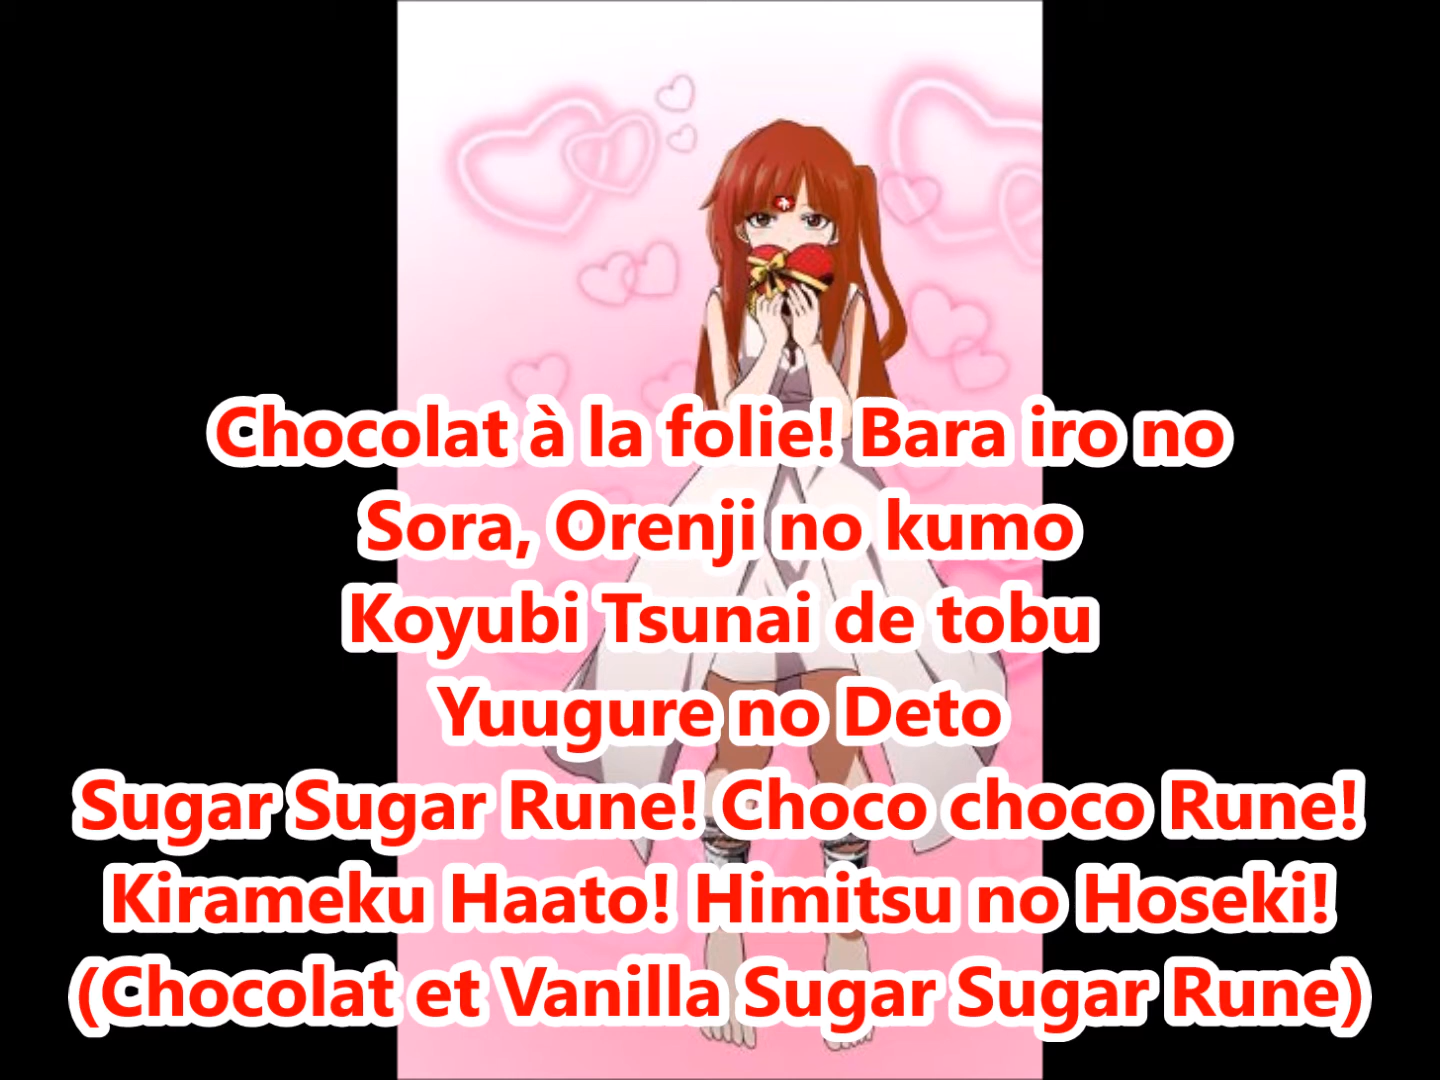 Chocolat à la folie! Bara iro no
Sora, Orenji no kumo
Koyubi Tsunai de tobu
Yuugure no Deto
Sugar Sugar Rune! Choco choco Rune!
Kirameku Haato! Himitsu no Hoseki!
(Chocolat et Vanilla Sugar Sugar Rune)